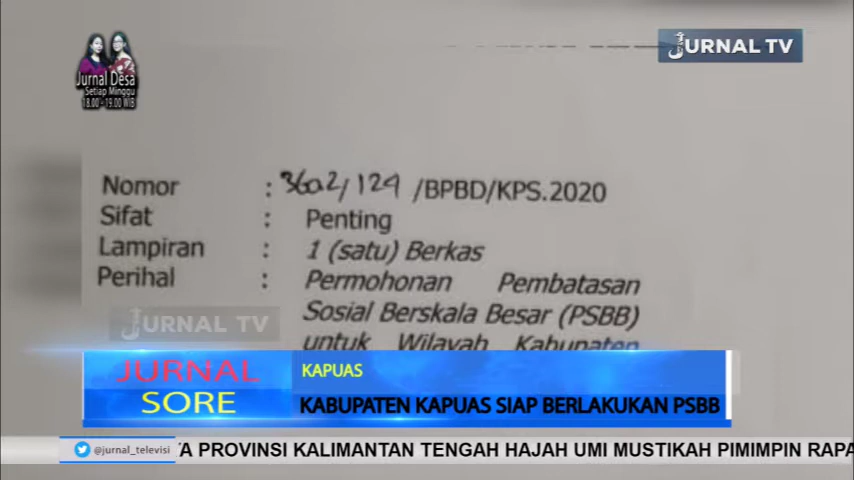 Jurnal Desa
Setiap Minggu
18.00 - 19.00 WIB
JURNAL TV
Nomor : 360.2/129 /BPBD/KPS.2020
Sifat : Penting
Lampiran : 1 (satu) Berkas
Perihal : Permohonan Pembatasan
Sosial Berskala Besar (PSBB)
untuk Wilayah Kabupaten
JURNAL TV
JURNAL
SORE
KAPUAS
KABUPATEN KAPUAS SIAP BERLAKUKAN PSBB
@jurnal_televisi
TA PROVINSI KALIMANTAN TENGAH HAJAH UMI MUSTIKAH PIMIMPIN RAPA